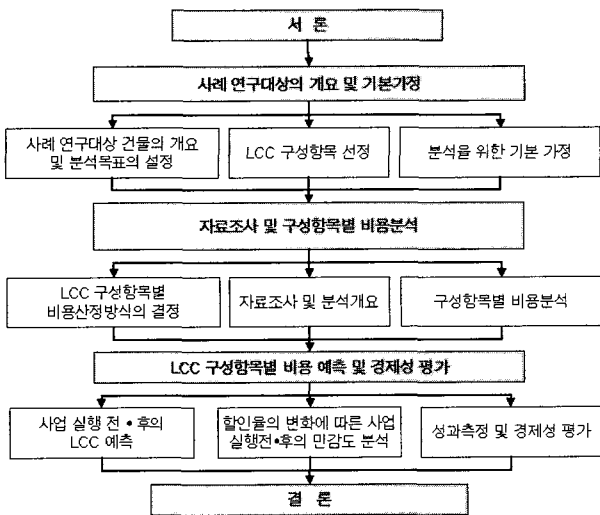 서 론
사례 연구대상의 개요 및 기본가정
사례 연구대상 건물의 개요
및 분석목표의 설정
LCC 구성항목 선정
분석을 위한 기본 가정
자료조사 및 구성항목별 비용분석
LCC 구성항목별
비용산정방식의 결정
자료조사 및 분석개요
구성항목별 비용분석
LCC 구성항목별 비용 예측 및 경제성 평가
사업 실행 전 • 후의
LCC 예측
할인율의 변화에 따른 사업
실행전•후의 민감도 분석
성과측정 및 경제성 평가
결 론